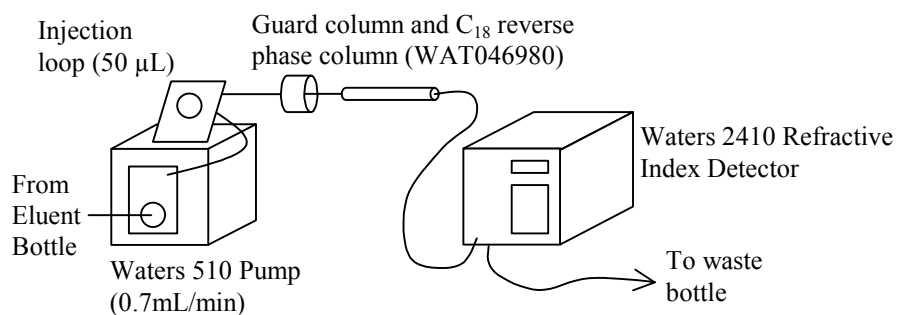 Injection
loop (50 µL)
Guard column and C₁₈ reverse
phase column (WAT046980)
Waters 2410 Refractive
Index Detector
From
Eluent
Bottle
Waters 510 Pump
(0.7mL/min)
To waste
bottle